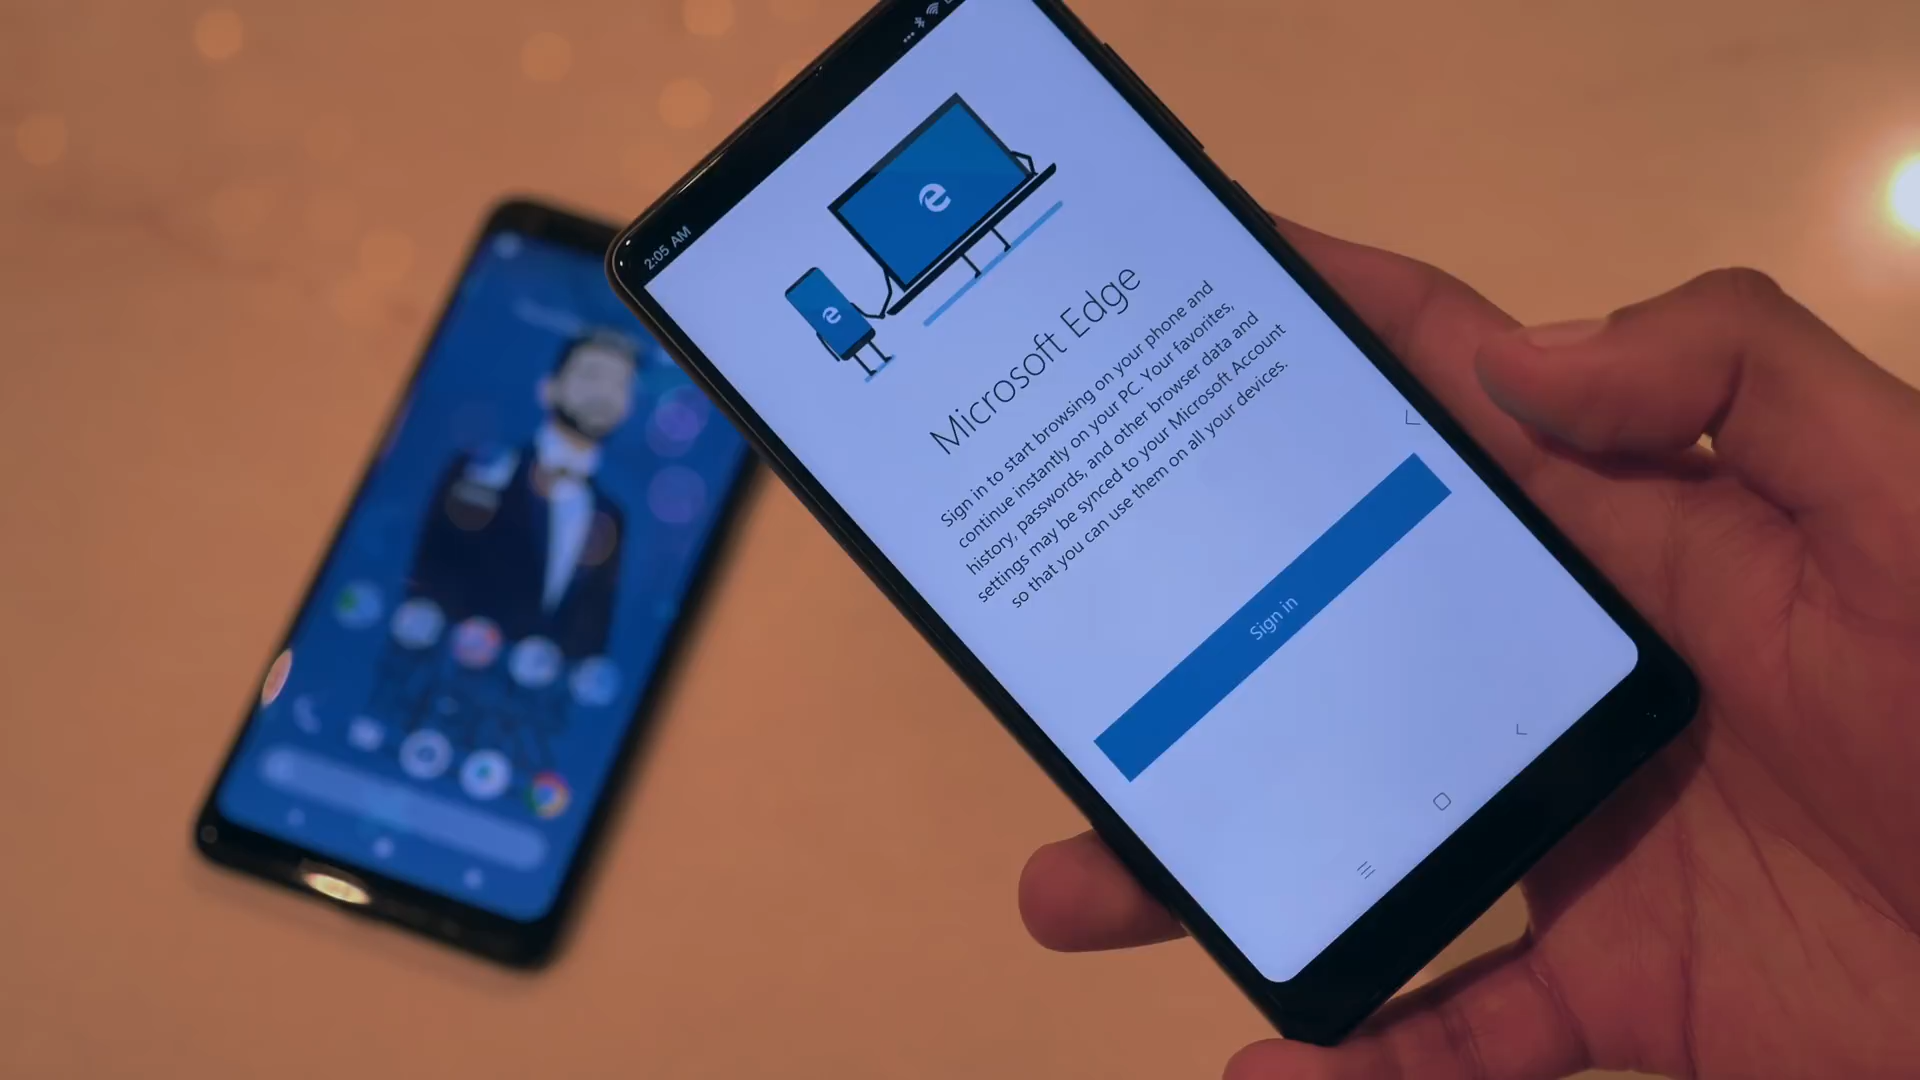 2:05 AM
Microsoft Edge
Sign in to start browsing on your phone and
continue instantly on your PC. Your favorites,
history, passwords, and other browser data and
settings may be synced to your Microsoft Account
so that you can use them on all your devices.
Sign in